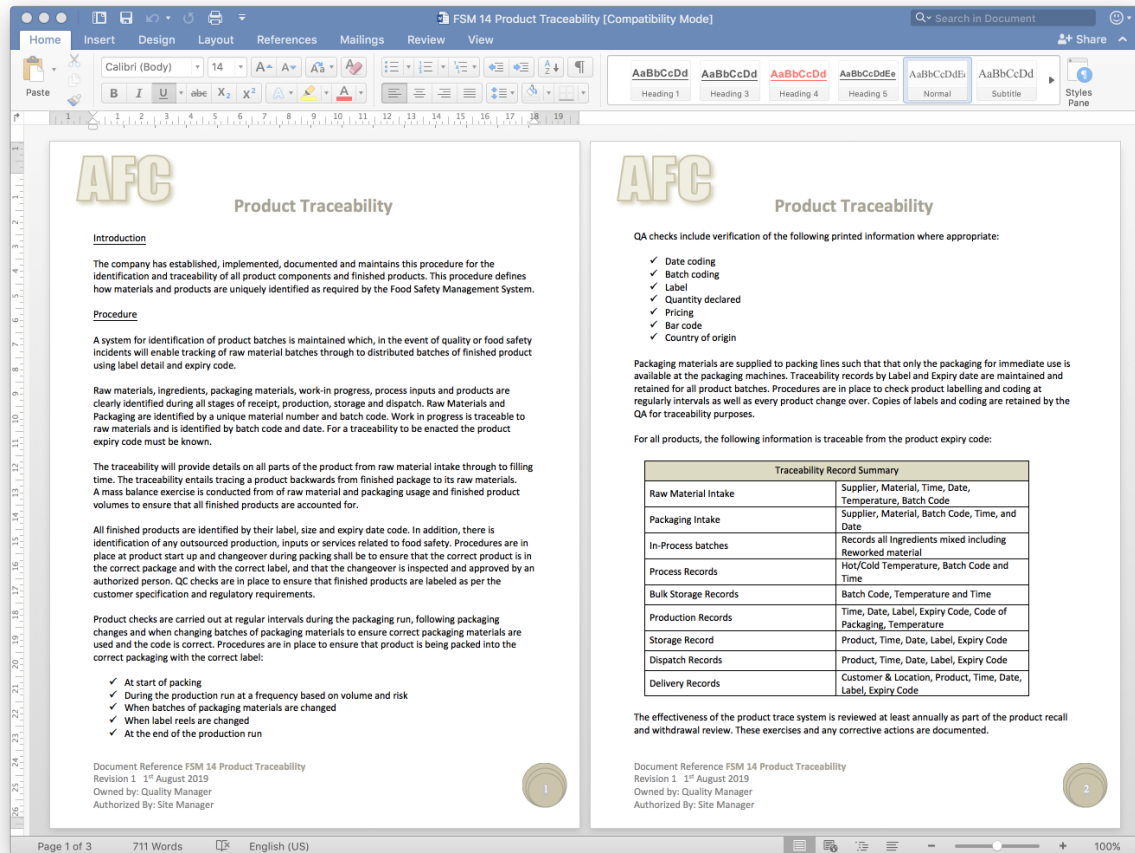 FSM 14 Product Traceability [Compatibility Mode]
Search in Document
Home Insert Design Layout References Mailings Review View
Share
Paste
Calibri (Body) 14
B I U abc X2 X2
AaBbCcDd AaBbCcDd AaBbCcDd AaBbCcDdEe AaBbCcDdEi AaBbCcDd
Heading 1 Heading 3 Heading 4 Heading 5 Normal Subtitle
Styles
Pane
1 1 2 3 4 5 6 7 8 9 10 11 12 13 14 15 16 17 18 19
AFC
Product Traceability
Introduction
The company has established, implemented, documented and maintains this procedure for the
identification and traceability of all product components and finished products. This procedure defines
how materials and products are uniquely identified as required by the Food Safety Management System.
Procedure
A system for identification of product batches is maintained which, in the event of quality or food safety
incidents will enable tracking of raw material batches through to distributed batches of finished product
using label detail and expiry code.
Raw materials, ingredients, packaging materials, work-in progress, process inputs and products are
clearly identified during all stages of receipt, production, storage and dispatch. Raw Materials and
Packaging are identified by a unique material number and batch code. Work in progress is traceable to
raw materials and is identified by batch code and date. For a traceability to be enacted the product
expiry code must be known.
The traceability will provide details on all parts of the product from raw material intake through to filling
time. The traceability entails tracing a product backwards from finished package to its raw materials.
A mass balance exercise is conducted from of raw material and packaging usage and finished product
volumes to ensure that all finished products are accounted for.
All finished products are identified by their label, size and expiry date code. In addition, there is
identification of any outsourced production, inputs or services related to food safety. Procedures are in
place at product start up and changeover during packing shall be to ensure that the correct product is in
the correct package and with the correct label, and that the changeover is inspected and approved by an
authorized person. QC checks are in place to ensure that finished products are labeled as per the
customer specification and regulatory requirements.
Product checks are carried out at regular intervals during the packaging run, following packaging
changes and when changing batches of packaging materials to ensure correct packaging materials are
used and the code is correct. Procedures are in place to ensure that product is being packed into the
correct packaging with the correct label:
✓ At start of packing
✓ During the production run at a frequency based on volume and risk
✓ When batches of packaging materials are changed
✓ When label reels are changed
✓ At the end of the production run
Document Reference FSM 14 Product Traceability
Revision 1 1st August 2019
Owned by: Quality Manager
Authorized By: Site Manager
1
AFC
Product Traceability
QA checks include verification of the following printed information where appropriate:
✓ Date coding
✓ Batch coding
✓ Label
✓ Quantity declared
✓ Pricing
✓ Bar code
✓ Country of origin
Packaging materials are supplied to packing lines such that that only the packaging for immediate use is
available at the packaging machines. Traceability records by Label and Expiry date are maintained and
retained for all product batches. Procedures are in place to check product labelling and coding at
regularly intervals as well as every product change over. Copies of labels and coding are retained by the
QA for traceability purposes.
For all products, the following information is traceable from the product expiry code:
Traceability Record Summary
Raw Material Intake Supplier, Material, Time, Date,
Temperature, Batch Code
Packaging Intake Supplier, Material, Batch Code, Time, and
Date
In-Process batches Records all Ingredients mixed including
Reworked material
Process Records Hot/Cold Temperature, Batch Code and
Time
Bulk Storage Records Batch Code, Temperature and Time
Production Records Time, Date, Label, Expiry Code, Code of
Packaging, Temperature
Storage Record Product, Time, Date, Label, Expiry Code
Dispatch Records Product, Time, Date, Label, Expiry Code
Delivery Records Customer & Location, Product, Time, Date,
Label, Expiry Code
The effectiveness of the product trace system is reviewed at least annually as part of the product recall
and withdrawal review. These exercises and any corrective actions are documented.
Document Reference FSM 14 Product Traceability
Revision 1 1st August 2019
Owned by: Quality Manager
Authorized By: Site Manager
2
Page 1 of 3 711 Words English (US) 100%